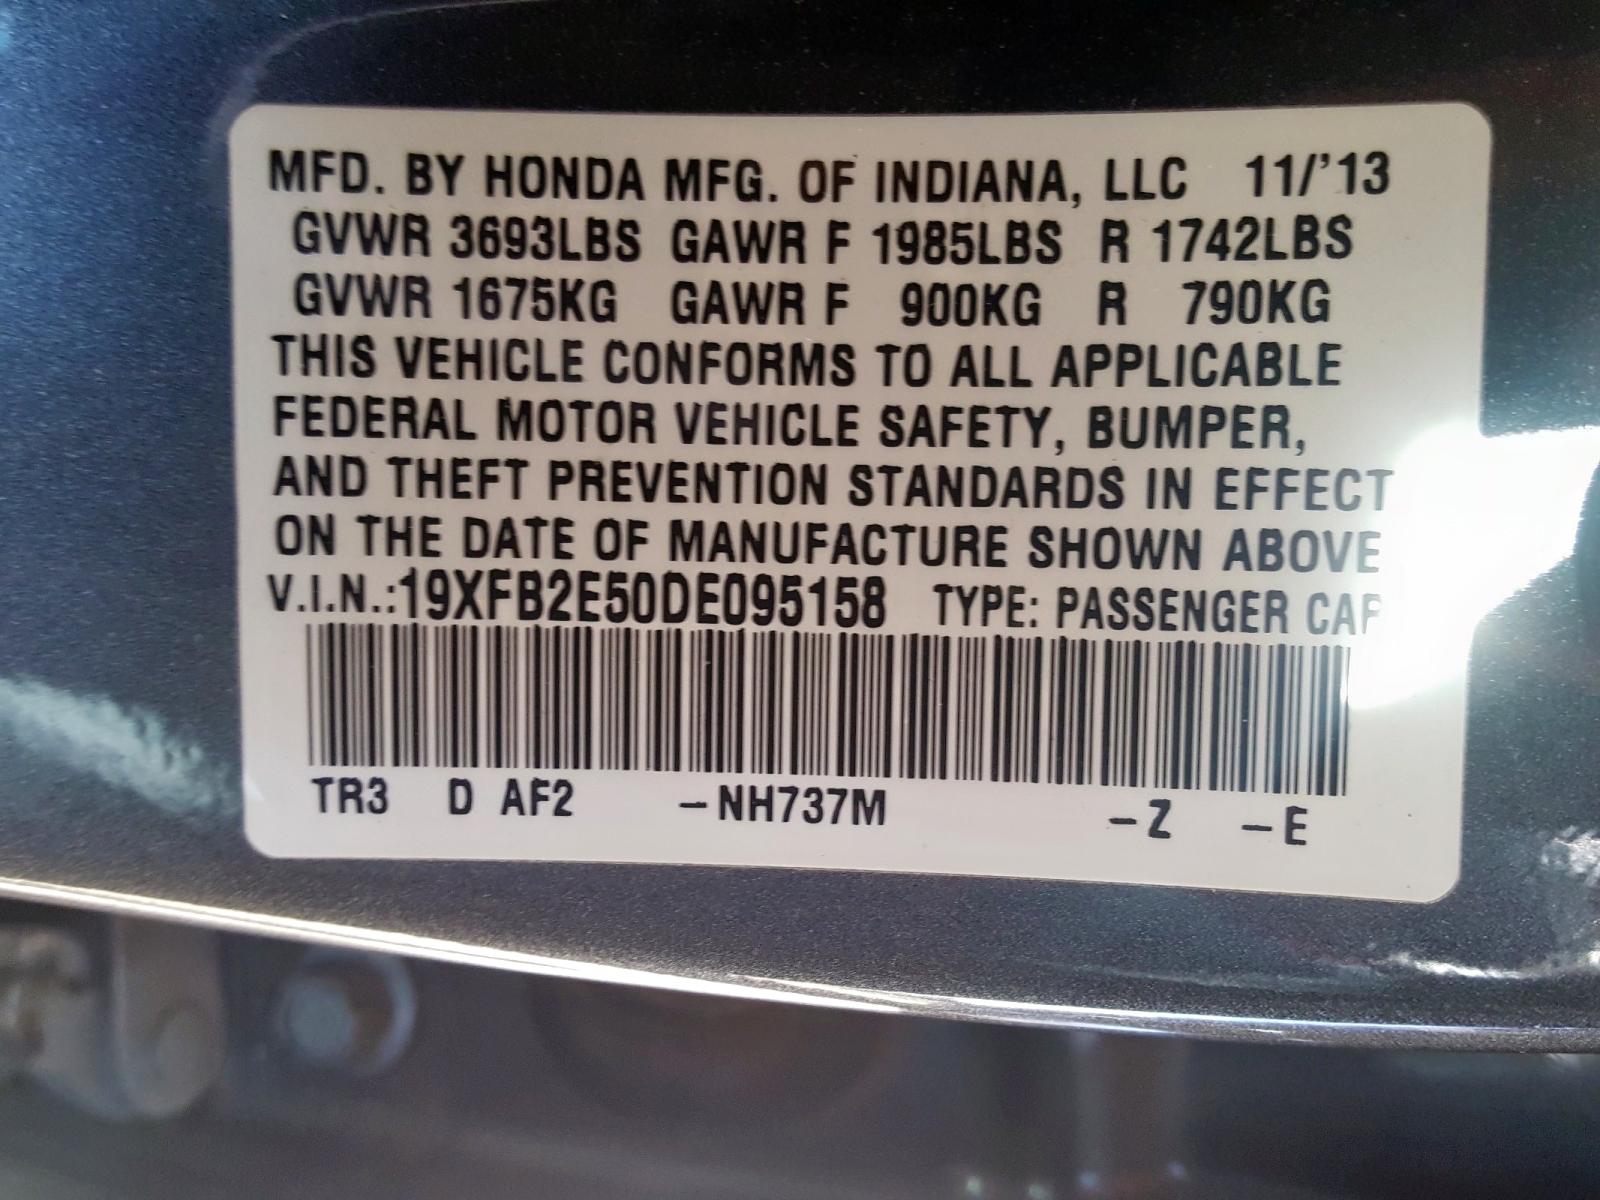 MFD. BY HONDA MFG. OF INDIANA, LLC 11/'13
GVWR 3693LBS GAWR F 1985LBS R 1742LBS
GVWR 1675KG GAWR F 900KG R 790KG
THIS VEHICLE CONFORMS TO ALL APPLICABLE
FEDERAL MOTOR VEHICLE SAFETY, BUMPER,
AND THEFT PREVENTION STANDARDS IN EFFECT
ON THE DATE OF MANUFACTURE SHOWN ABOVE
V.I.N.:19XFB2E50DE095158 TYPE: PASSENGER CAR
TR3 D AF2 –NH737M –Z –E